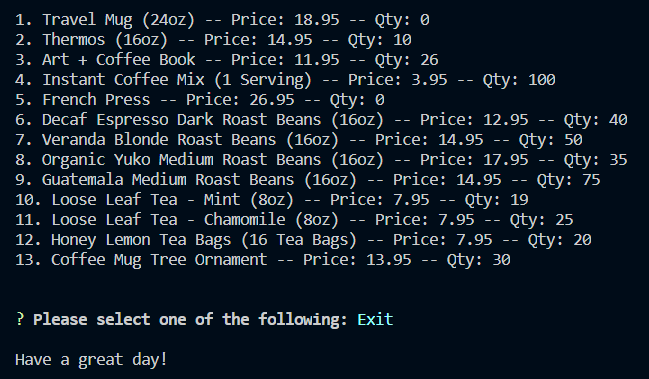 1. Travel Mug (24oz) -- Price: 18.95 -- Qty: 0
2. Thermos (16oz) -- Price: 14.95 -- Qty: 10
3. Art + Coffee Book -- Price: 11.95 -- Qty: 26
4. Instant Coffee Mix (1 Serving) -- Price: 3.95 -- Qty: 100
5. French Press -- Price: 26.95 -- Qty: 0
6. Decaf Espresso Dark Roast Beans (16oz) -- Price: 12.95 -- Qty: 40
7. Veranda Blonde Roast Beans (16oz) -- Price: 14.95 -- Qty: 50
8. Organic Yuko Medium Roast Beans (16oz) -- Price: 17.95 -- Qty: 35
9. Guatemala Medium Roast Beans (16oz) -- Price: 14.95 -- Qty: 75
10. Loose Leaf Tea - Mint (8oz) -- Price: 7.95 -- Qty: 19
11. Loose Leaf Tea - Chamomile (8oz) -- Price: 7.95 -- Qty: 25
12. Honey Lemon Tea Bags (16 Tea Bags) -- Price: 7.95 -- Qty: 20
13. Coffee Mug Tree Ornament -- Price: 13.95 -- Qty: 30
? Please select one of the following: Exit
Have a great day!